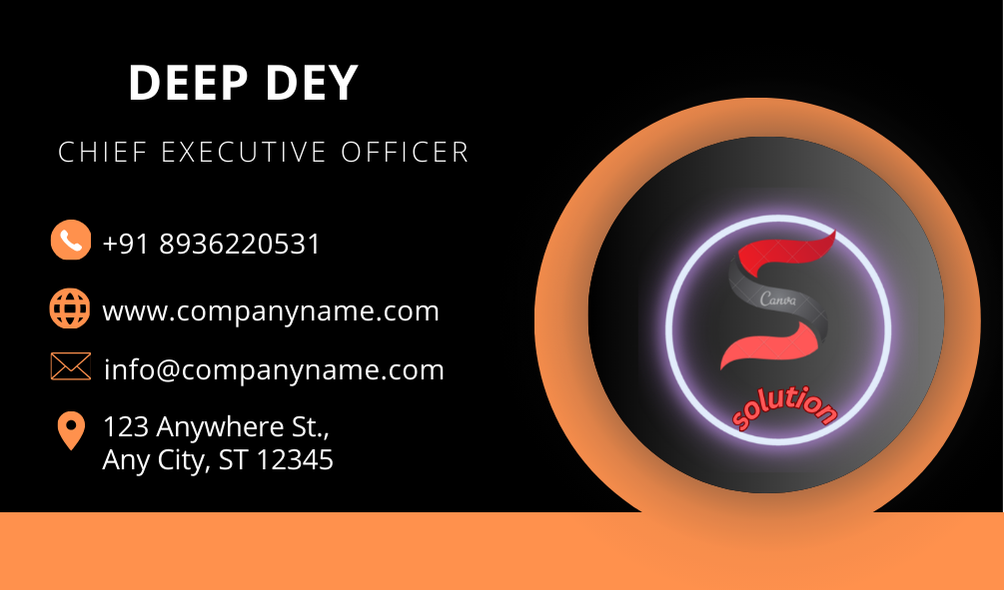 DEEP DEY
CHIEF EXECUTIVE OFFICER
+91 8936220531
www.companyname.com
info@companyname.com
123 Anywhere St.,
Any City, ST 12345
Canva
solution